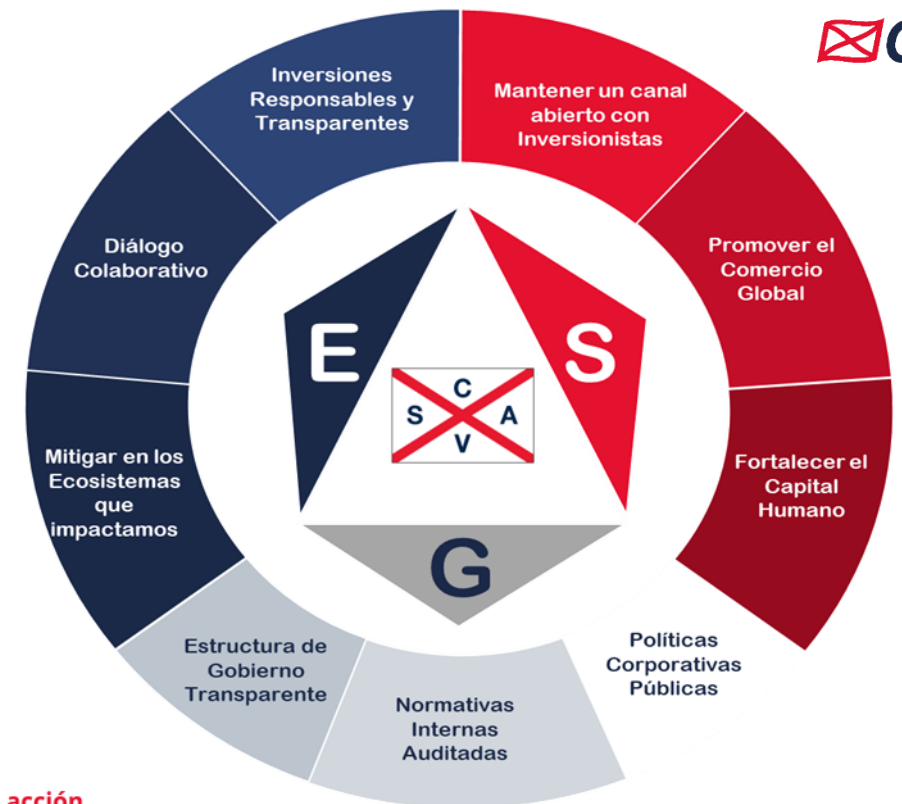 Inversiones
Responsables y
Transparentes
Mantener un canal
abierto con
Inversionistas
Diálogo
Colaborativo
Promover el
Comercio
Global
E
S
C
S A
V
Mitigar en los
Ecosistemas
que
impactamos
Fortalecer el
Capital
Humano
G
Estructura de
Gobierno
Transparente
Políticas
Corporativas
Públicas
Normativas
Internas
Auditadas
acción